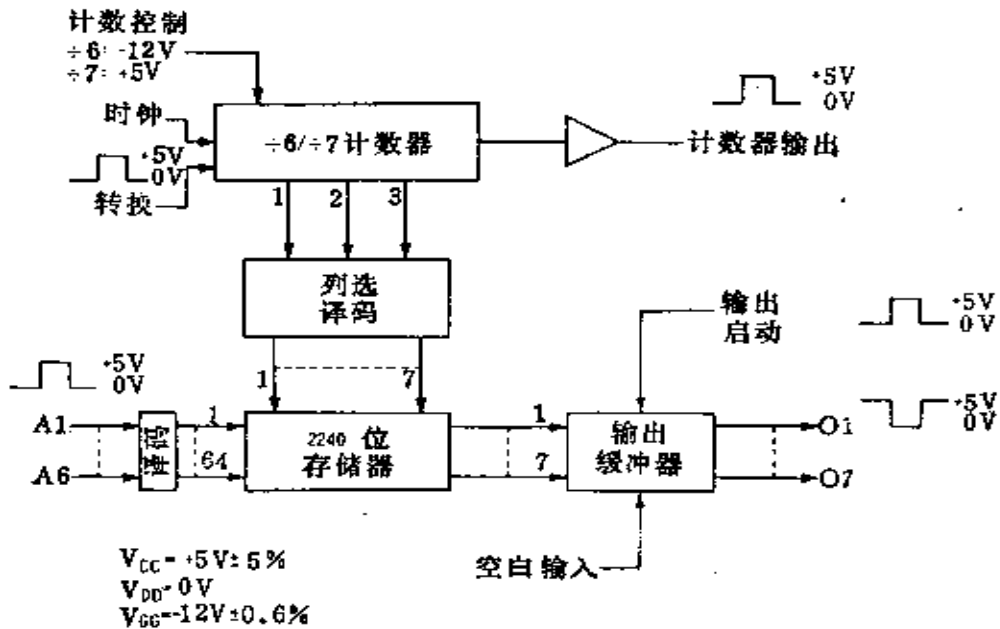 计数控制
÷6= -12V
÷7= +5V
时钟
+5V
0V
转换
÷6/÷7计数器
+5V
0V
计数器输出
1 2 3
列选
译码
输出
启动
+5V
0V
+5V
0V
1 7
+5V
0V
A1
A6
译码
1
64
2240 位
存储器
1
7
输出
缓冲器
O1
O7
空白输入
VCC= +5V±5%
VDD=0V
VGG=-12V±0.6%